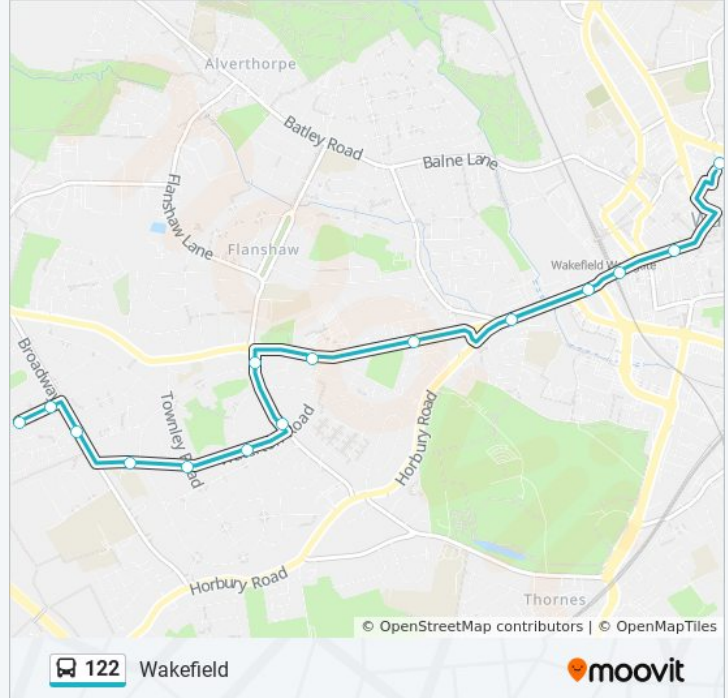 Alverthorpe
Batley Road
Balne Lane
Flanshaw Lane
Flanshaw
Wakefield
Broadway
Townley Road
Road
Horbury Road
Horbury Road
Thornes
© OpenStreetMap contributors | © OpenMapTiles
122 Wakefield
moovit